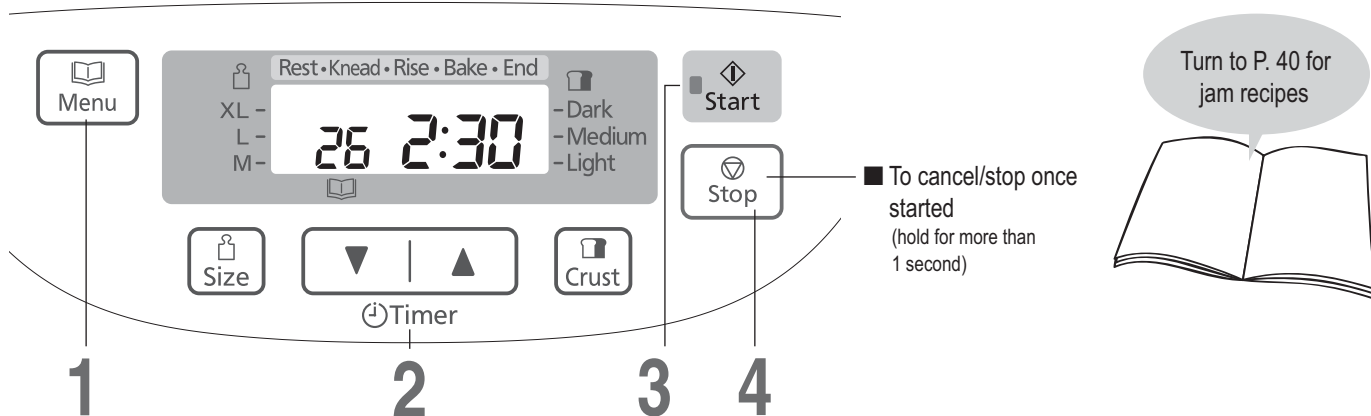 Menu
Rest • Knead • Rise • Bake • End
XL –
L –
M –
26 2:30
– Dark
– Medium
– Light
Start
Stop
Size
Timer
Crust
1
2
3
4
■ To cancel/stop once
started
(hold for more than
1 second)
Turn to P. 40 for
jam recipes